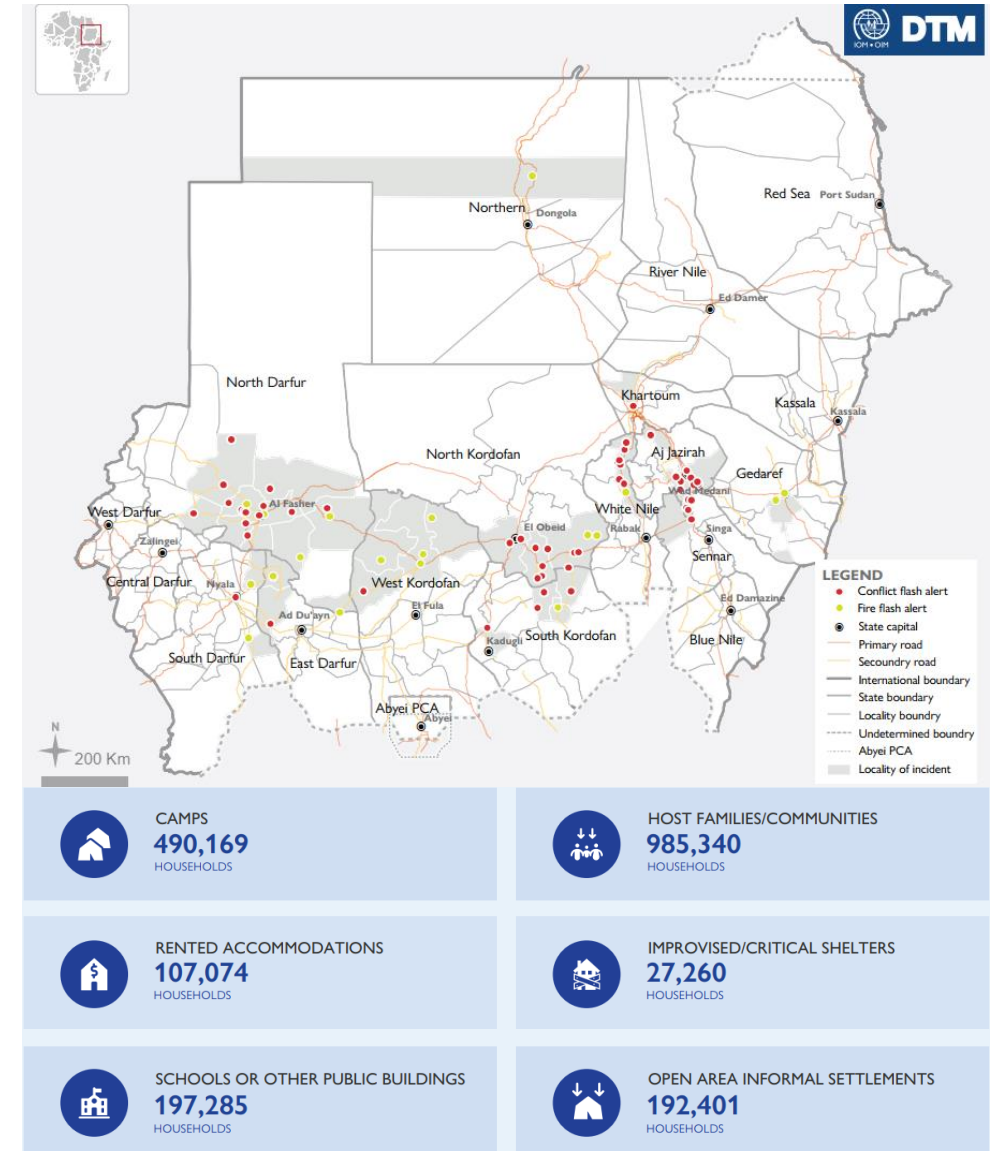 IOM • OIM
DTM
Red Sea
Port Sudan
Northern
Dongola
River Nile
Ed Damer
North Darfur
Khartoum
Kassala
Kassala
North Kordofan
Aj Jazirah
Gedaref
Wad Medani
Al Fasher
West Darfur
White Nile
El Obeid
Rabak
Singa
Zalingei
Sennar
Central Darfur
Nyala
West Kordofan
Ed Damazine
Ad Du'ayn
El Fula
Kadugli
South Kordofan
Blue Nile
South Darfur
East Darfur
Abyei PCA
Abyei
N
200 Km
LEGEND
Conflict flash alert
Fire flash alert
State capital
Primary road
Secoundry road
International boundary
State boundary
Locality boundry
Undetermined boundry
Abyei PCA
Locality of incident
CAMPS
490,169
HOUSEHOLDS
HOST FAMILIES/COMMUNITIES
985,340
HOUSEHOLDS
RENTED ACCOMMODATIONS
107,074
HOUSEHOLDS
IMPROVISED/CRITICAL SHELTERS
27,260
HOUSEHOLDS
SCHOOLS OR OTHER PUBLIC BUILDINGS
197,285
HOUSEHOLDS
OPEN AREA INFORMAL SETTLEMENTS
192,401
HOUSEHOLDS